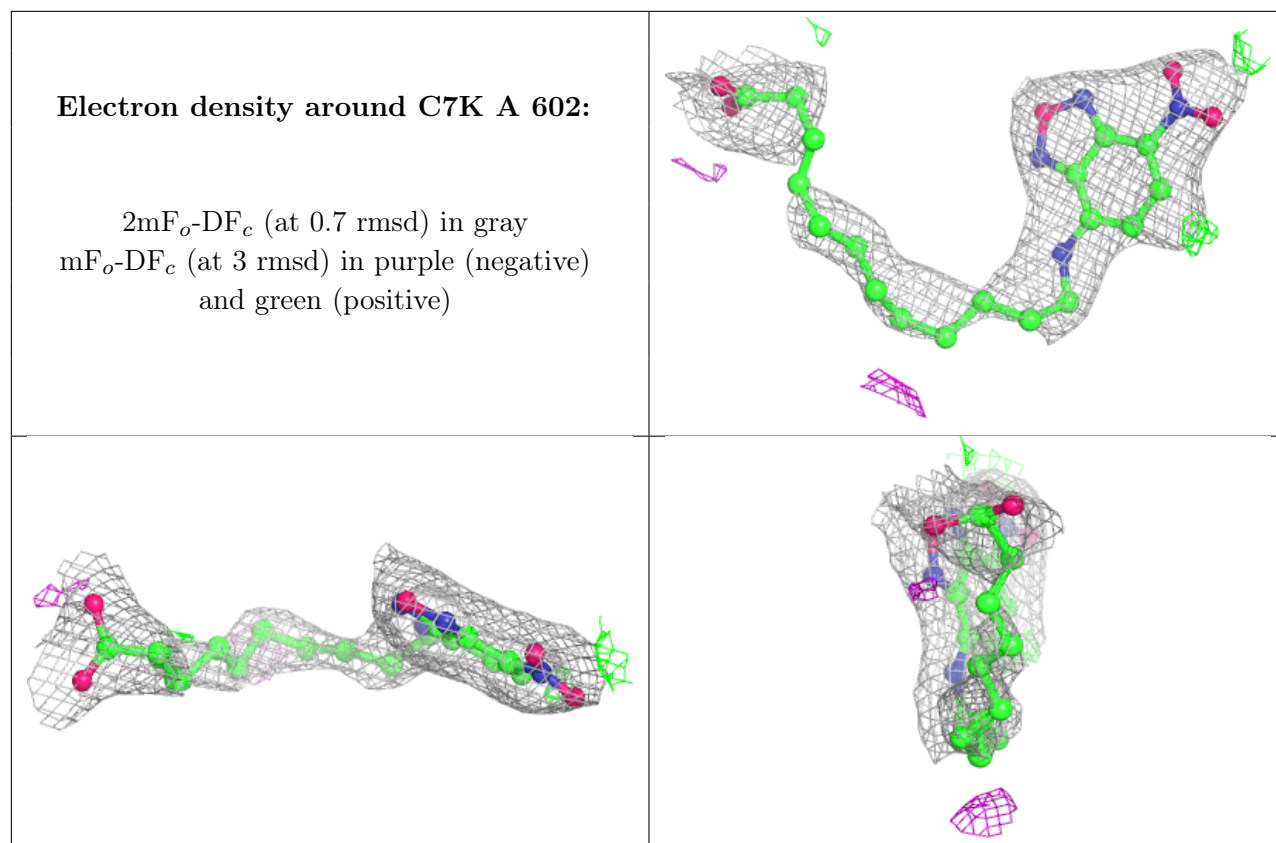 Electron density around C7K A 602:
2mFₒ-DF𝒸 (at 0.7 rmsd) in gray
mFₒ-DF𝒸 (at 3 rmsd) in purple (negative)
and green (positive)